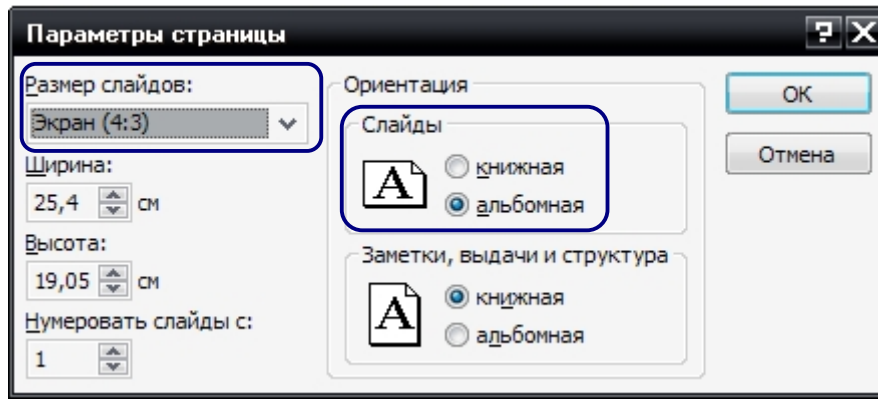 Параметры страницы
Размер слайдов:
Экран (4:3)
Ширина:
25,4 см
Высота:
19,05 см
Нумеровать слайды с:
1
Ориентация
Слайды
A
книжная
альбомная
Заметки, выдачи и структура
A
книжная
альбомная
ОК
Отмена